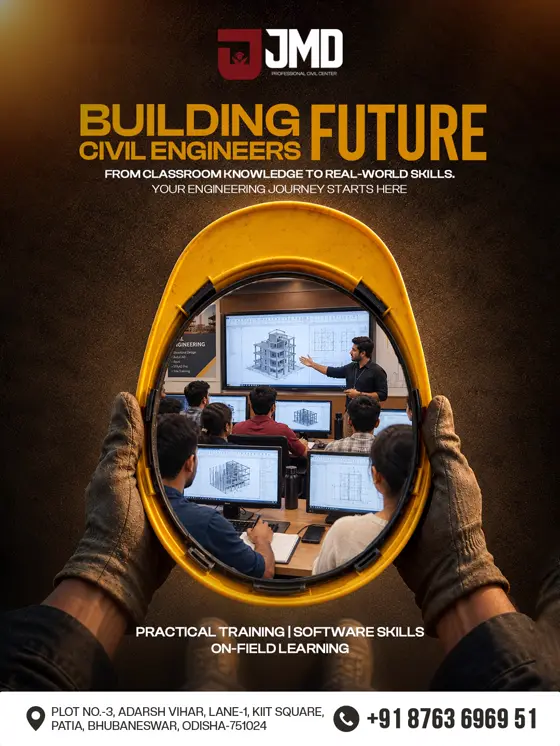 JMD
PROFESSIONAL CIVIL CENTER
BUILDING
CIVIL ENGINEERS
FUTURE
FROM CLASSROOM KNOWLEDGE TO REAL-WORLD SKILLS.
YOUR ENGINEERING JOURNEY STARTS HERE
PRACTICAL TRAINING | SOFTWARE SKILLS
ON-FIELD LEARNING
PLOT NO.-3, ADARSH VIHAR, LANE-1, KIIT SQUARE,
PATIA, BHUBANESWAR, ODISHA-751024
+91 8763 6969 51